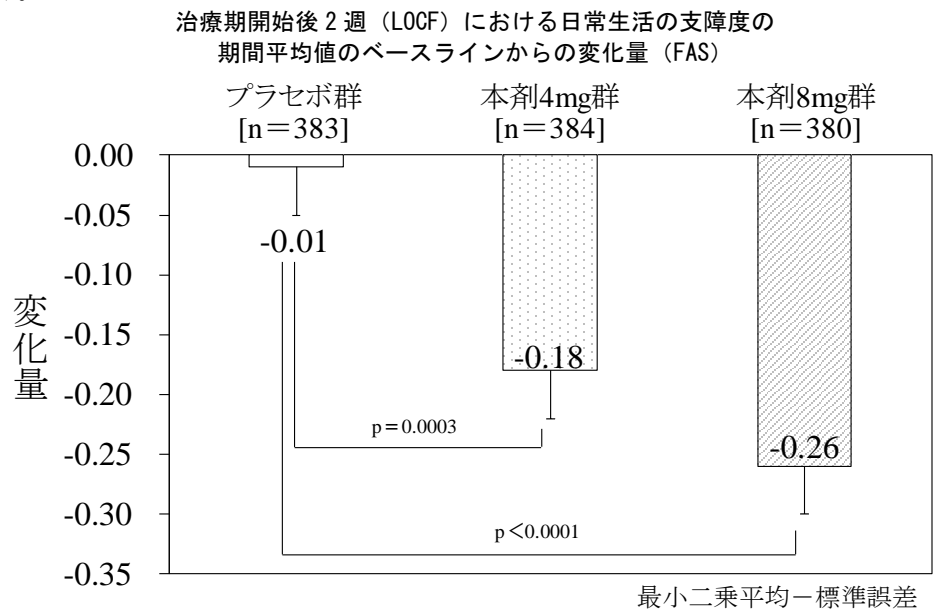 治療期開始後２週（LOCF）における日常生活の支障度の
期間平均値のベースラインからの変化量（FAS）
プラセボ群 本剤4mg群 本剤8mg群
[n＝383] [n＝384] [n＝380]
0.00
-0.05
-0.01
-0.10
-0.15
変化量
-0.18
-0.20
p＝0.0003
-0.25
-0.26
-0.30
p＜0.0001
-0.35
最小二乗平均－標準誤差